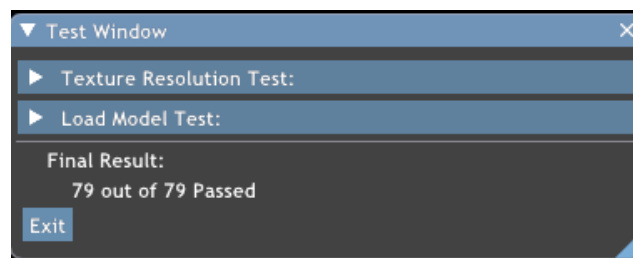 Test Window
Texture Resolution Test:
Load Model Test:
Final Result:
79 out of 79 Passed
Exit